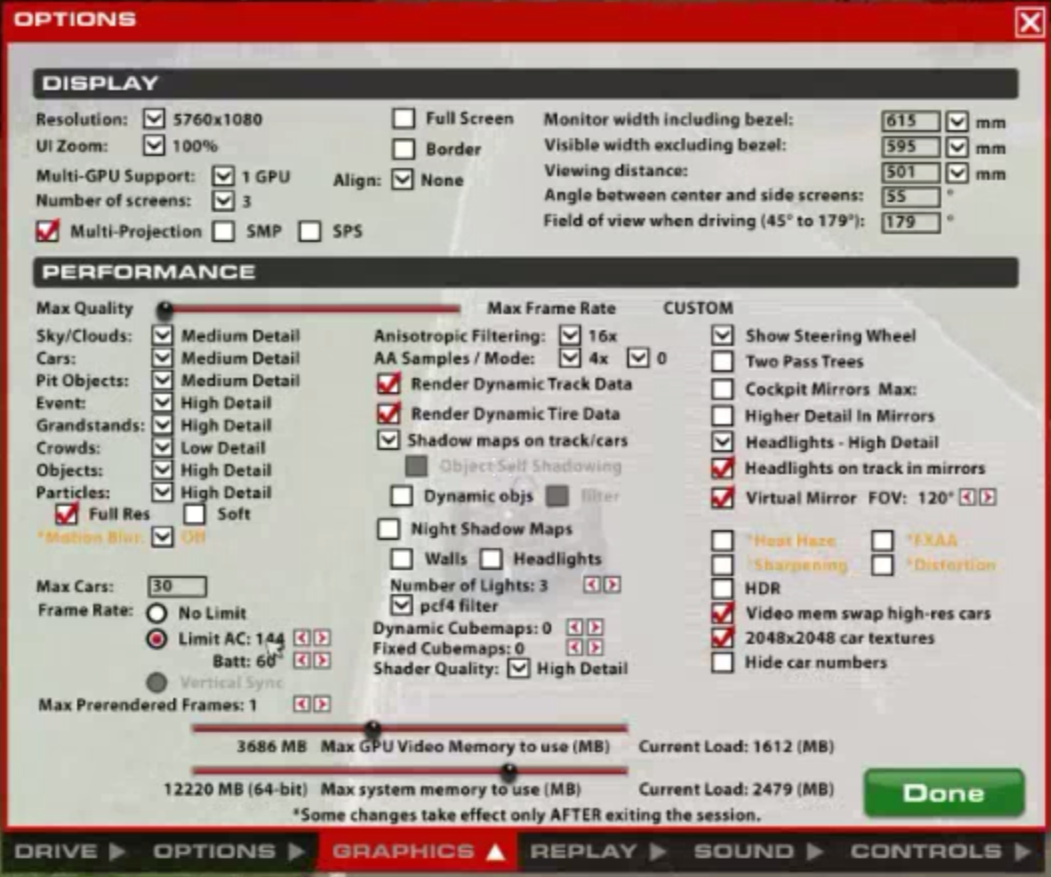 OPTIONS
DISPLAY
Resolution: 5760x1080
UI Zoom: 100%
Multi-GPU Support: 1 GPU
Number of screens: 3
Multi-Projection SMP SPS
Full Screen
Border
Align: None
Monitor width including bezel: 615 mm
Visible width excluding bezel: 595 mm
Viewing distance: 501 mm
Angle between center and side screens: 55 °
Field of view when driving (45° to 179°): 179 °
PERFORMANCE
Max Quality Max Frame Rate CUSTOM
Sky/Clouds: Medium Detail
Cars: Medium Detail
Pit Objects: Medium Detail
Event: High Detail
Grandstands: High Detail
Crowds: Low Detail
Objects: High Detail
Particles: High Detail
Full Res Soft
*Motion Blur: Off
Max Cars: 30
Frame Rate: No Limit
Limit AC: 144
Batt: 60
Vertical Sync
Max Prerendered Frames: 1
Anisotropic Filtering: 16x
AA Samples / Mode: 4x 0
Render Dynamic Track Data
Render Dynamic Tire Data
Shadow maps on track/cars
Object Self Shadowing
Dynamic objs filter
Night Shadow Maps
Walls Headlights
Number of Lights: 3
pcf4 filter
Dynamic Cubemaps: 0
Fixed Cubemaps: 0
Shader Quality: High Detail
Show Steering Wheel
Two Pass Trees
Cockpit Mirrors Max:
Higher Detail In Mirrors
Headlights - High Detail
Headlights on track in mirrors
Virtual Mirror FOV: 120°
*Heat Haze *FXAA
*Sharpening *Distortion
HDR
Video mem swap high-res cars
2048x2048 car textures
Hide car numbers
3686 MB Max GPU Video Memory to use (MB) Current Load: 1612 (MB)
12220 MB (64-bit) Max system memory to use (MB) Current Load: 2479 (MB)
*Some changes take effect only AFTER exiting the session.
Done
DRIVE OPTIONS GRAPHICS REPLAY SOUND CONTROLS